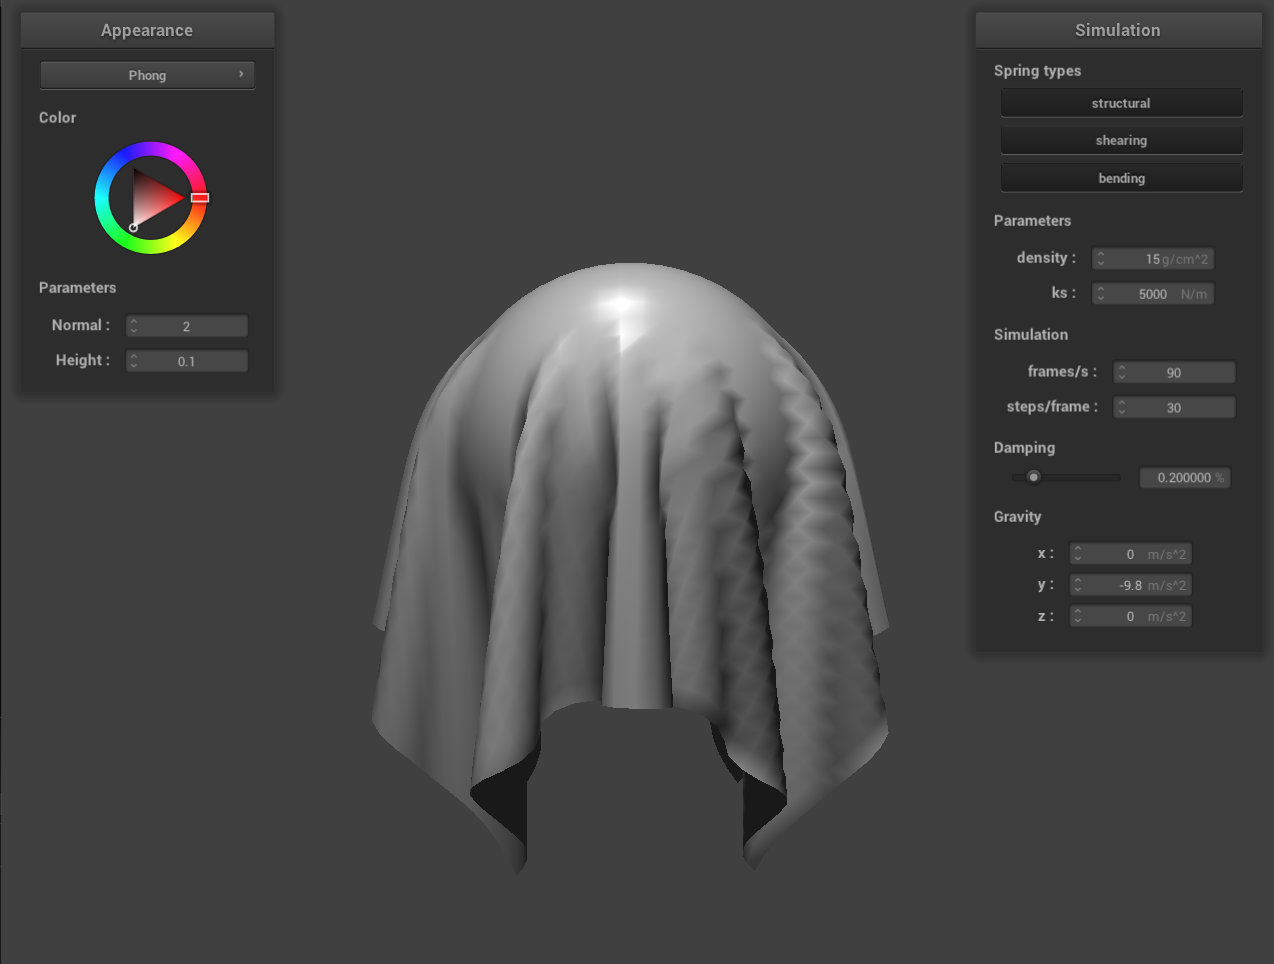 Appearance
Phong ›
Color
Parameters
Normal : 2
Height : 0.1
Simulation
Spring types
structural
shearing
bending
Parameters
density : 15 g/cm^2
ks : 5000 N/m
Simulation
frames/s : 90
steps/frame : 30
Damping
0.200000 %
Gravity
x : 0 m/s^2
y : -9.8 m/s^2
z : 0 m/s^2